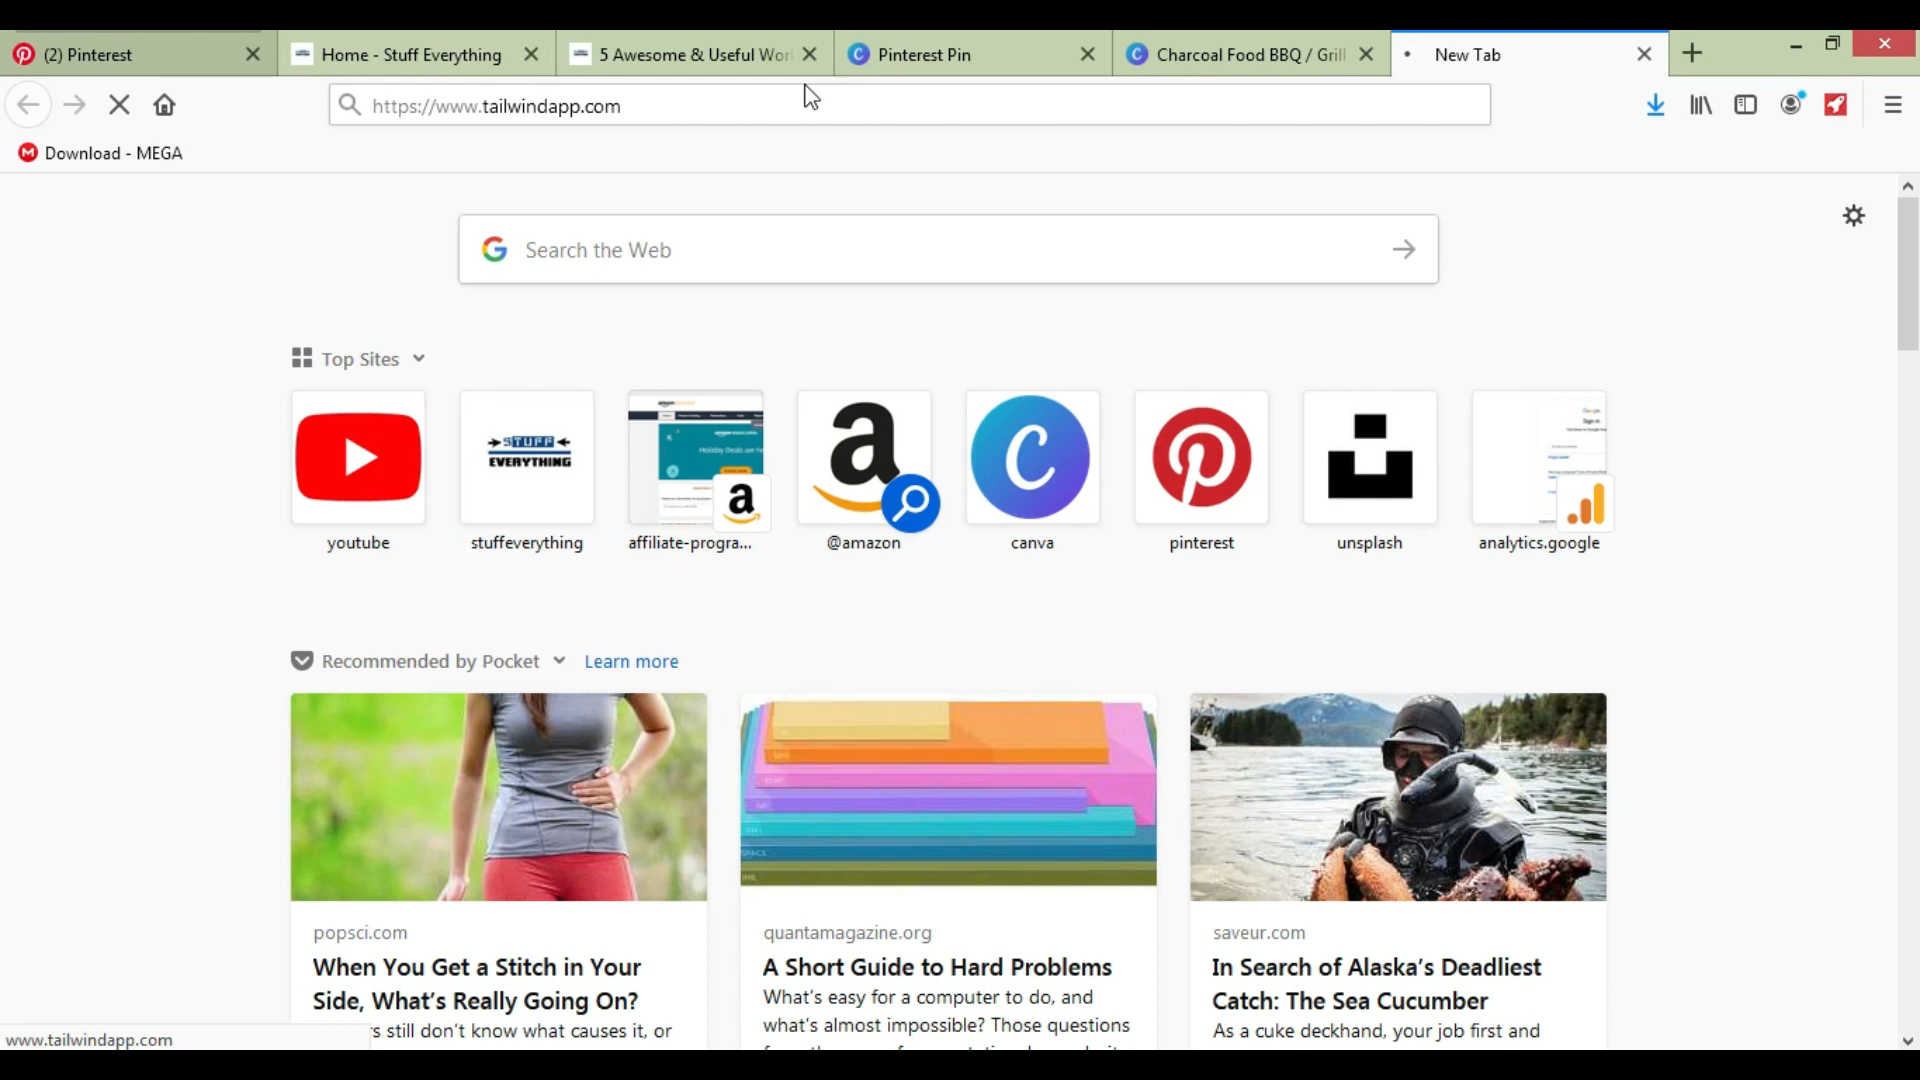 (2) Pinterest
Home - Stuff Everything
5 Awesome & Useful Wor
Pinterest Pin
Charcoal Food BBQ / Grill
New Tab
https://www.tailwindapp.com
Download - MEGA
Search the Web
Top Sites
STUFF
EVERYTHING
youtube
stuffeverything
affiliate-progra...
@amazon
canva
pinterest
unsplash
analytics.google
Recommended by Pocket
Learn more
popsci.com
When You Get a Stitch in Your
Side, What's Really Going On?
s still don't know what causes it, or
quantamagazine.org
A Short Guide to Hard Problems
What's easy for a computer to do, and
what's almost impossible? Those questions
saveur.com
In Search of Alaska's Deadliest
Catch: The Sea Cucumber
As a cuke deckhand, your job first and
www.tailwindapp.com